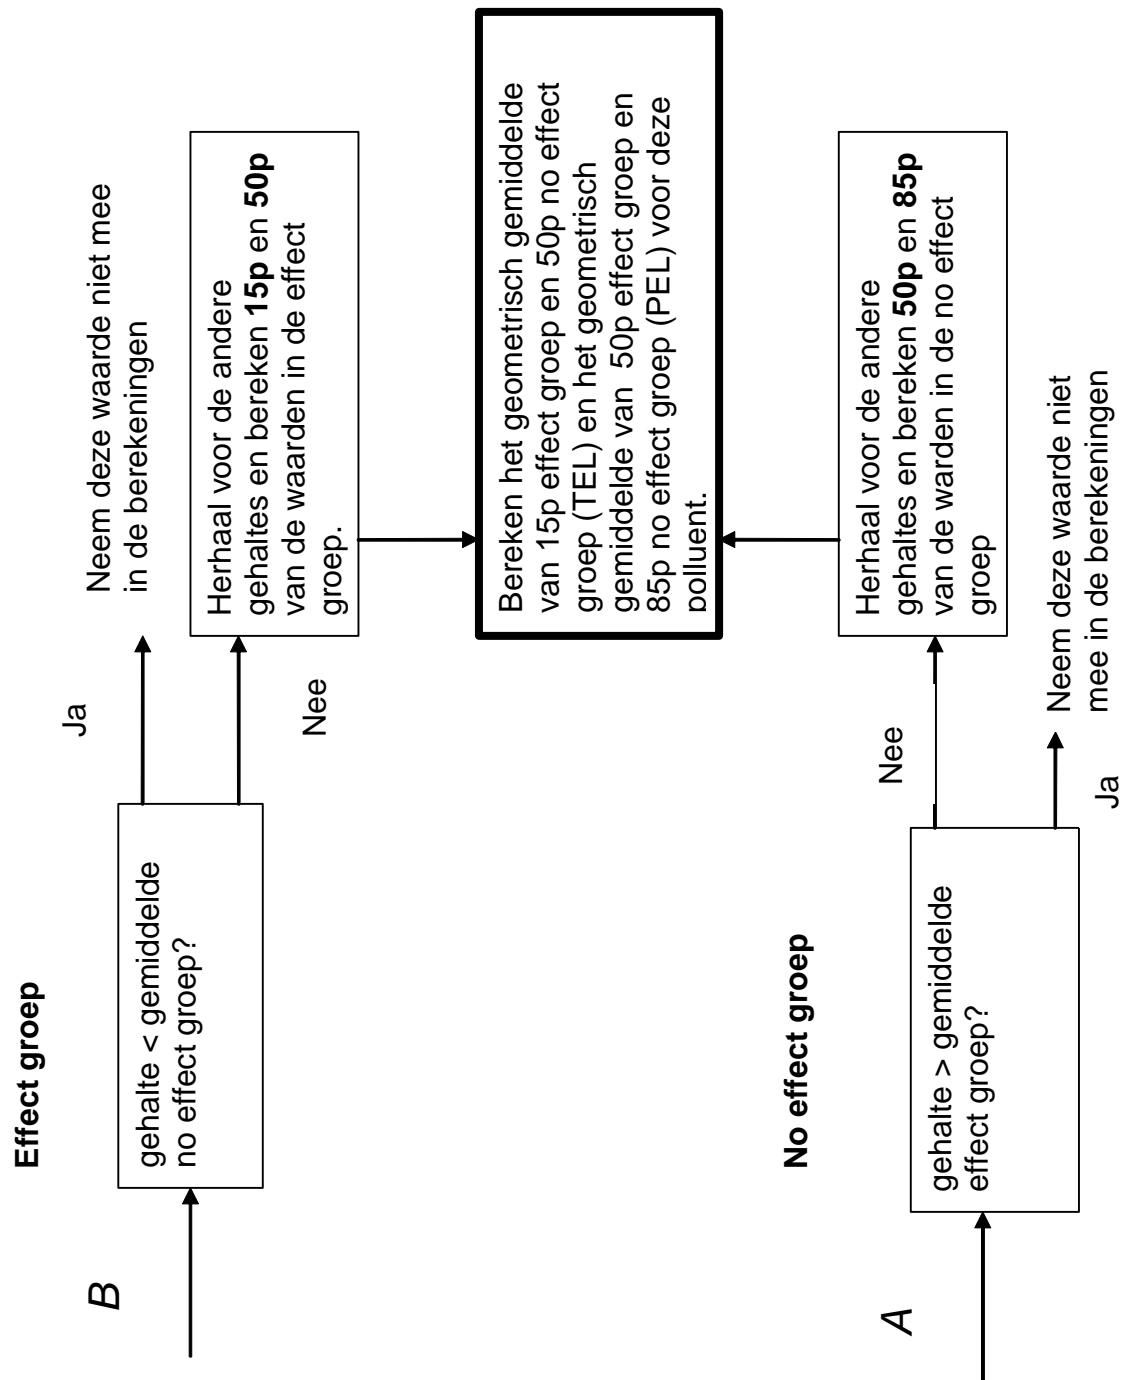 Effect groep
B
gehalte < gemiddelde
no effect groep?
Ja
Neem deze waarde niet mee
in de berekeningen
Nee
Herhaal voor de andere
gehaltes en bereken 15p en 50p
van de waarden in de effect
groep.
Bereken het geometrisch gemiddelde
van 15p effect groep en 50p no effect
groep (TEL) en het geometrisch
gemiddelde van 50p effect groep en
85p no effect groep (PEL) voor deze
polluent.
No effect groep
A
gehalte > gemiddelde
effect groep?
Nee
Herhaal voor de andere
gehaltes en bereken 50p en 85p
van de warden in de no effect
groep
Ja
Neem deze waarde niet
mee in de berekeningen